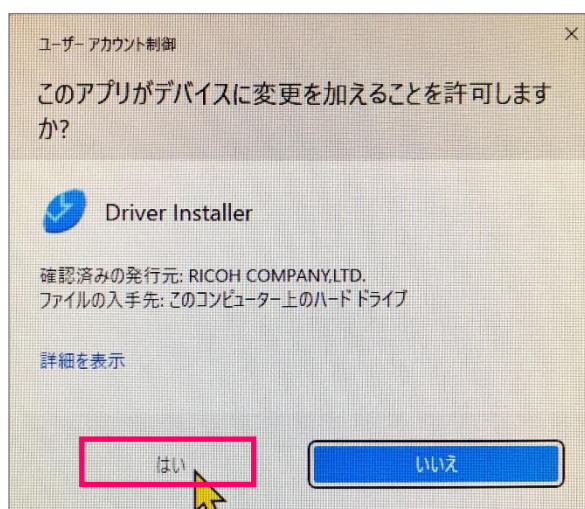 ユーザー アカウント制御
このアプリがデバイスに変更を加えることを許可します
か?
Driver Installer
確認済みの発行元: RICOH COMPANY,LTD.
ファイルの入手先: このコンピューター上のハード ドライブ
詳細を表示
はい
いいえ